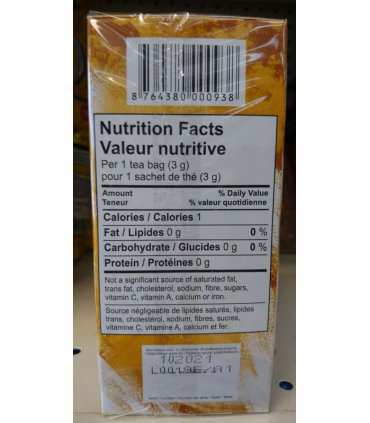 8 764380 000938
Nutrition Facts
Valeur nutritive
Per 1 tea bag (3 g)
pour 1 sachet de thé (3 g)
Amount % Daily Value
Teneur % valeur quotidienne
Calories / Calories 1
Fat / Lipides 0 g 0 %
Carbohydrate / Glucides 0 g 0 %
Protein / Protéines 0 g
Not a significant source of saturated fat,
trans fat, cholestérol, sodium, fibre, sugars,
vitamin C, vitamin A, calcium or iron.
Source négligeable de lipides saturés, lipides
trans, cholestérol, sodium, fibres, sucres,
vitamine C, vitamine A, calcium et fer.
102021